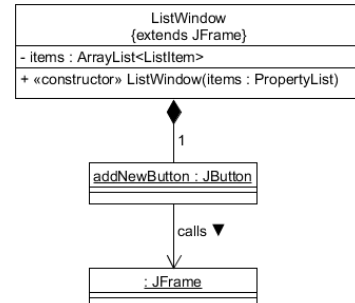 ListWindow
{extends JFrame}
- items : ArrayList<ListItem>
+ «constructor» ListWindow(items : PropertyList)
1
addNewButton : JButton
calls ▼
: JFrame